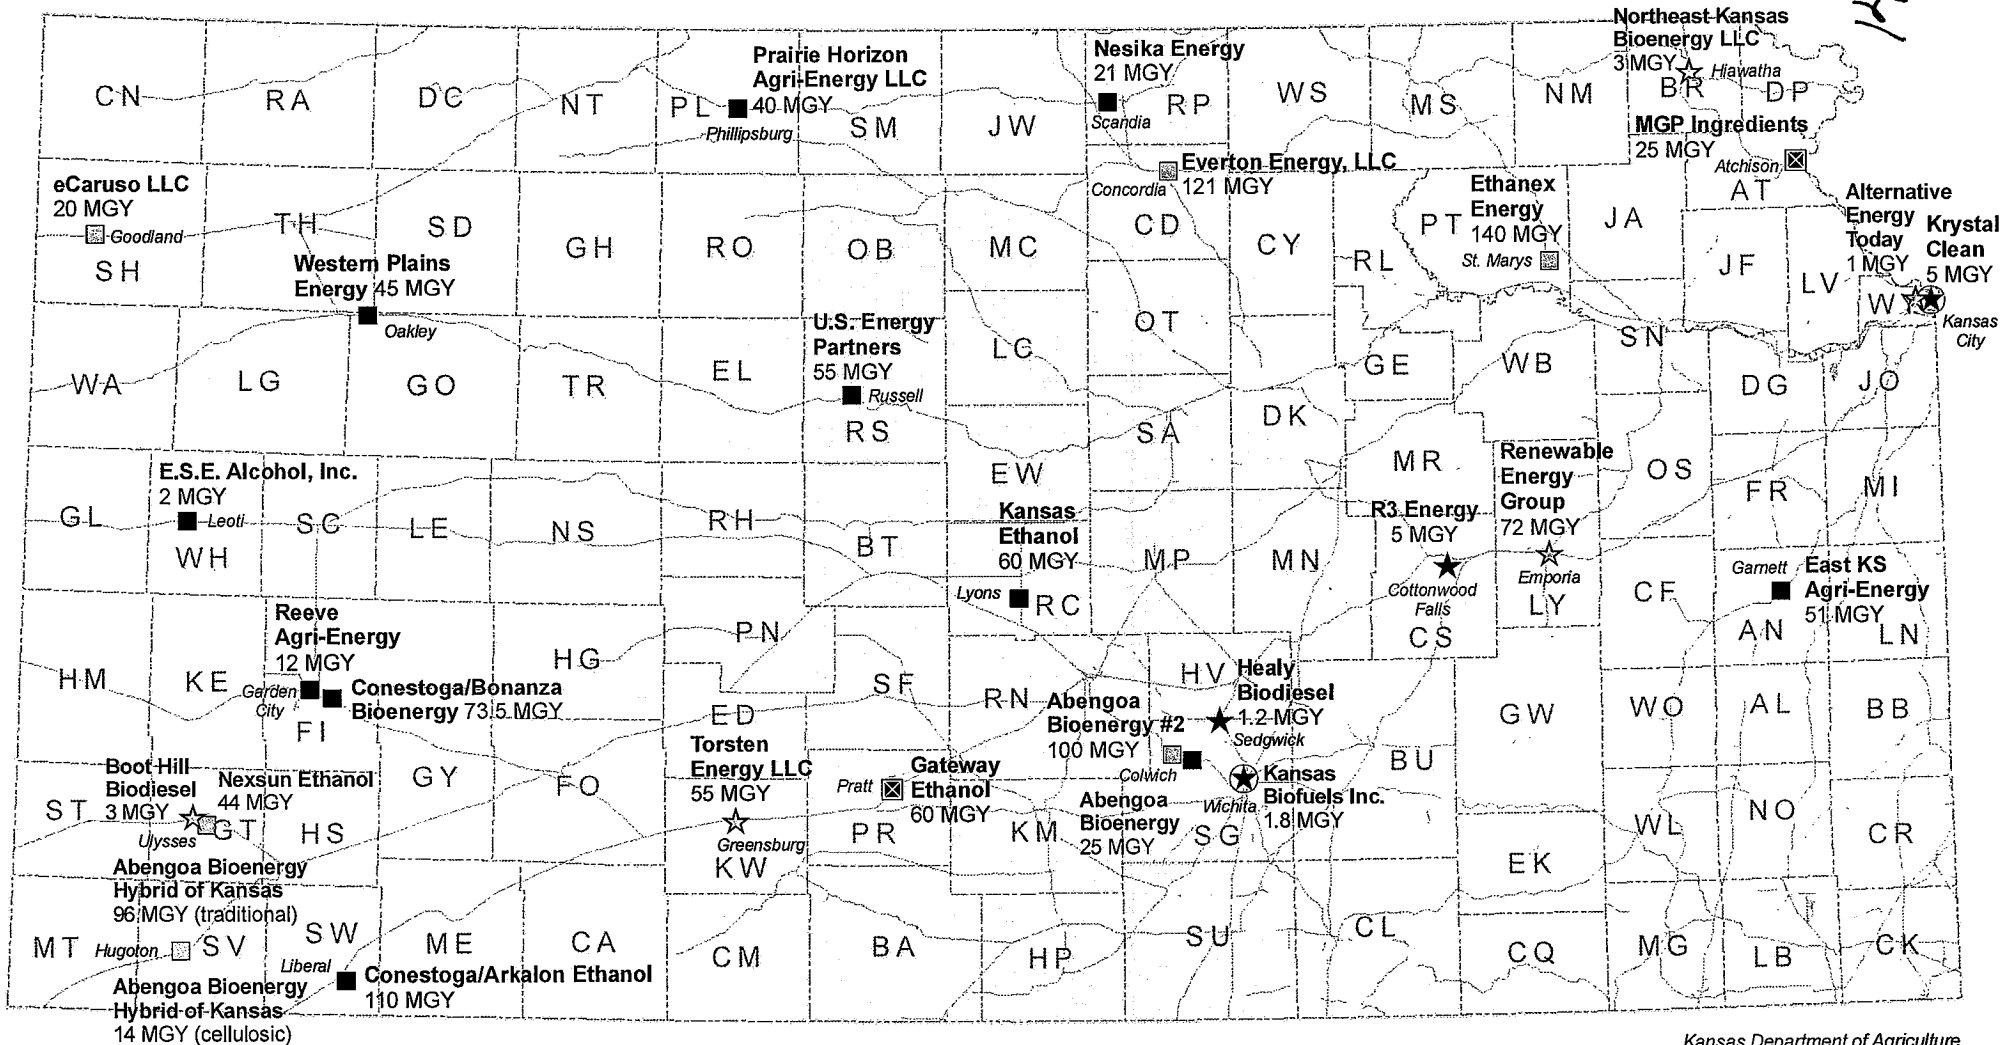 Northeast Kansas
Bioenergy LLC
3 MGY
Hiawatha
Prairie Horizon
Agri-Energy LLC
40 MGY
Phillipsburg
Nesika Energy
21 MGY
Scandia
CN
RA
DC
NT
PL
SM
JW
RP
WS
MS
NM
BR
DP
MGP Ingredients
25 MGY
Atchison
AT
eCaruso LLC
20 MGY
Goodland
SH
TH
SD
GH
RO
OB
MC
Everton Energy, LLC
121 MGY
Concordia
CD
CY
RL
PT
Ethanex
Energy
140 MGY
St. Marys
JA
JF
LV
Alternative
Energy
Today
1 MGY
Krystal
Clean
5 MGY
W
Kansas
City
Western Plains
Energy 45 MGY
Oakley
U.S. Energy
Partners
55 MGY
Russell
RS
WA
LG
GO
TR
EL
LC
OT
SA
DK
GE
WB
SN
DG
JO
E.S.E. Alcohol, Inc.
2 MGY
Leoti
WH
GL
SC
LE
NS
RH
BT
EW
Kansas
Ethanol
60 MGY
Lyons
RC
MP
MN
MR
R3 Energy
5 MGY
Cottonwood
Falls
CS
Renewable
Energy
Group
72 MGY
Emporia
LY
OS
FR
MI
CF
Garnett
East KS
Agri-Energy
51 MGY
AN
LN
Reeve
Agri-Energy
12 MGY
Garden
City
Conestoga/Bonanza
Bioenergy 73.5 MGY
FI
HM
KE
HG
PN
ED
SF
RN
HV
Healy
Biodiesel
1.2 MGY
Sedgwick
Abengoa
Bioenergy #2
100 MGY
Colwich
Abengoa
Bioenergy
25 MGY
Kansas
Biofuels Inc.
1.8 MGY
Wichita
SG
BU
GW
WO
AL
BB
Boot Hill
Biodiesel
3 MGY
Ulysses
Nexsun Ethanol
44 MGY
GT
ST
HS
GY
FO
Torsten
Energy LLC
55 MGY
Greensburg
KW
Pratt
Gateway
Ethanol
60 MGY
PR
KM
EK
WL
NO
CR
Abengoa Bioenergy
Hybrid of Kansas
96 MGY (traditional)
Hugoton
SV
MT
SW
Liberal
Conestoga/Arkalon Ethanol
110 MGY
ME
CA
CM
BA
HP
SU
CL
CQ
MG
LB
CK
Abengoa Bioenergy
Hybrid of Kansas
14 MGY (cellulosic)
Kansas Department of Agriculture